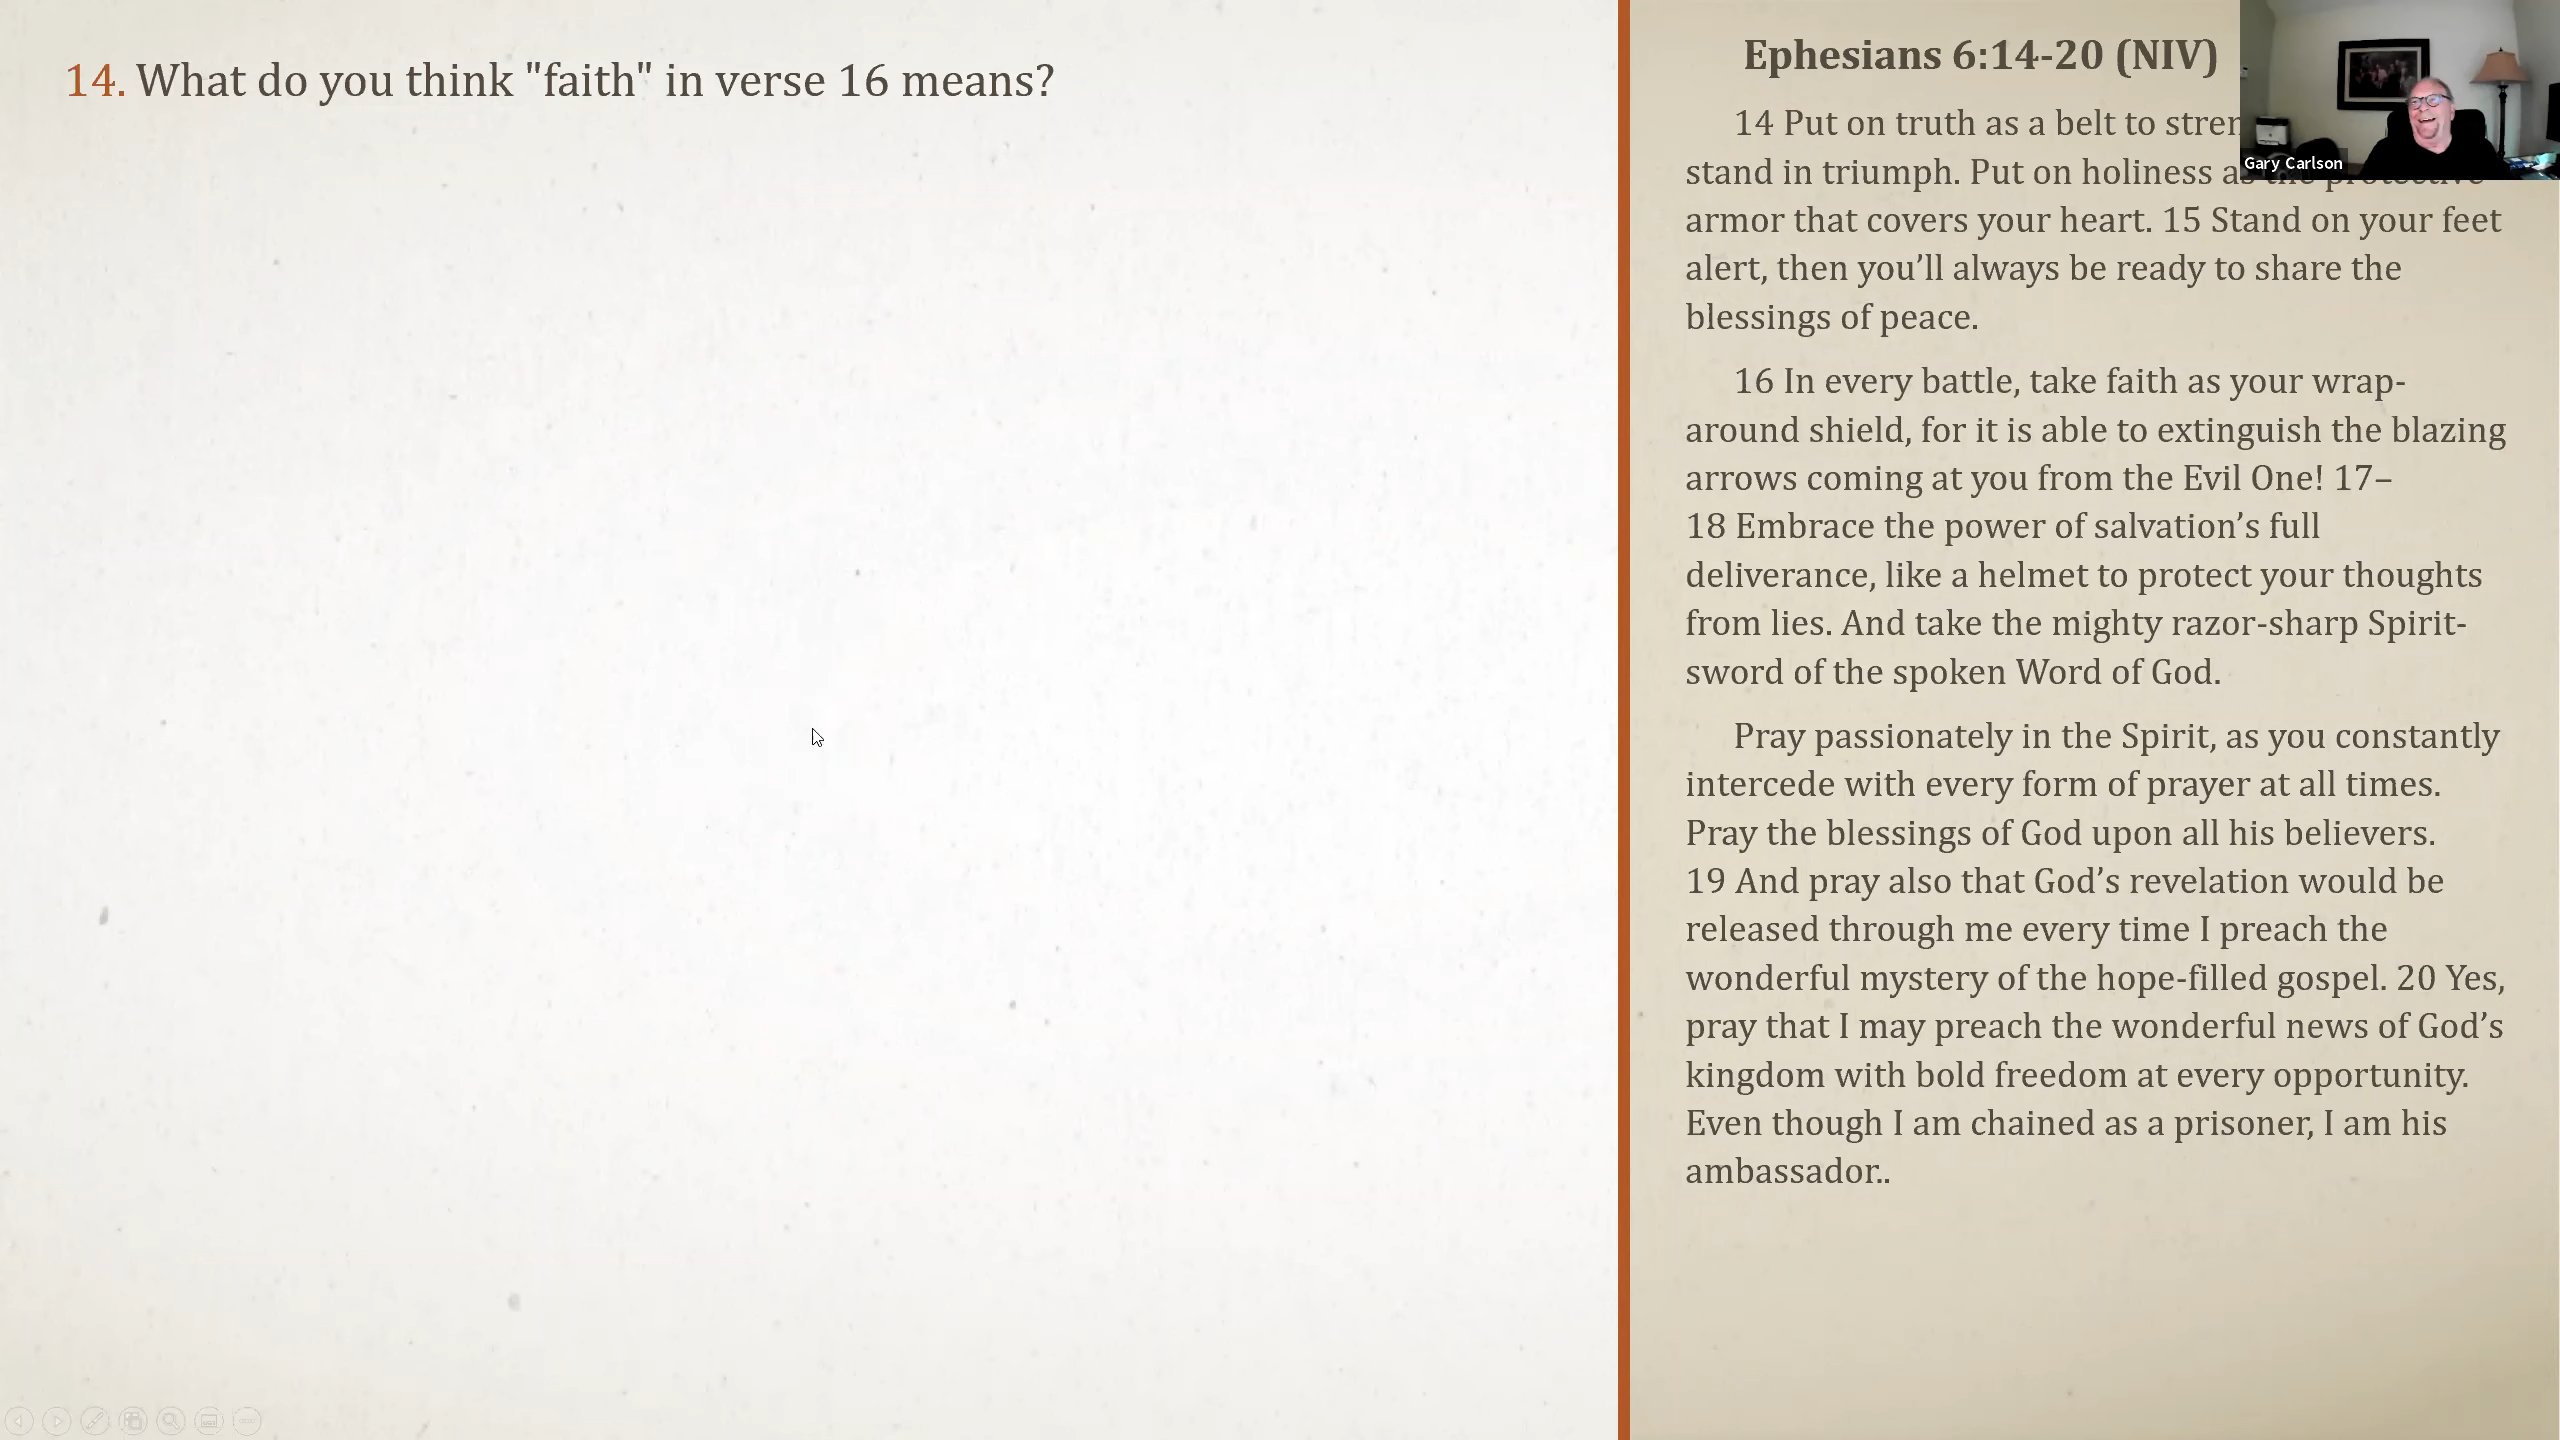 14. What do you think "faith" in verse 16 means?
Ephesians 6:14-20 (NIV)
14 Put on truth as a belt to
stand in triumph. Put on holiness
armor that covers your heart. 15 Stand on your feet
alert, then you’ll always be ready to share the
blessings of peace.
16 In every battle, take faith as your wrap-
around shield, for it is able to extinguish the blazing
arrows coming at you from the Evil One! 17–
18 Embrace the power of salvation’s full
deliverance, like a helmet to protect your thoughts
from lies. And take the mighty razor-sharp Spirit-
sword of the spoken Word of God.
Pray passionately in the Spirit, as you constantly
intercede with every form of prayer at all times.
Pray the blessings of God upon all his believers.
19 And pray also that God’s revelation would be
released through me every time I preach the
wonderful mystery of the hope-filled gospel. 20 Yes,
pray that I may preach the wonderful news of God’s
kingdom with bold freedom at every opportunity.
Even though I am chained as a prisoner, I am his
ambassador..
Gary Carlson